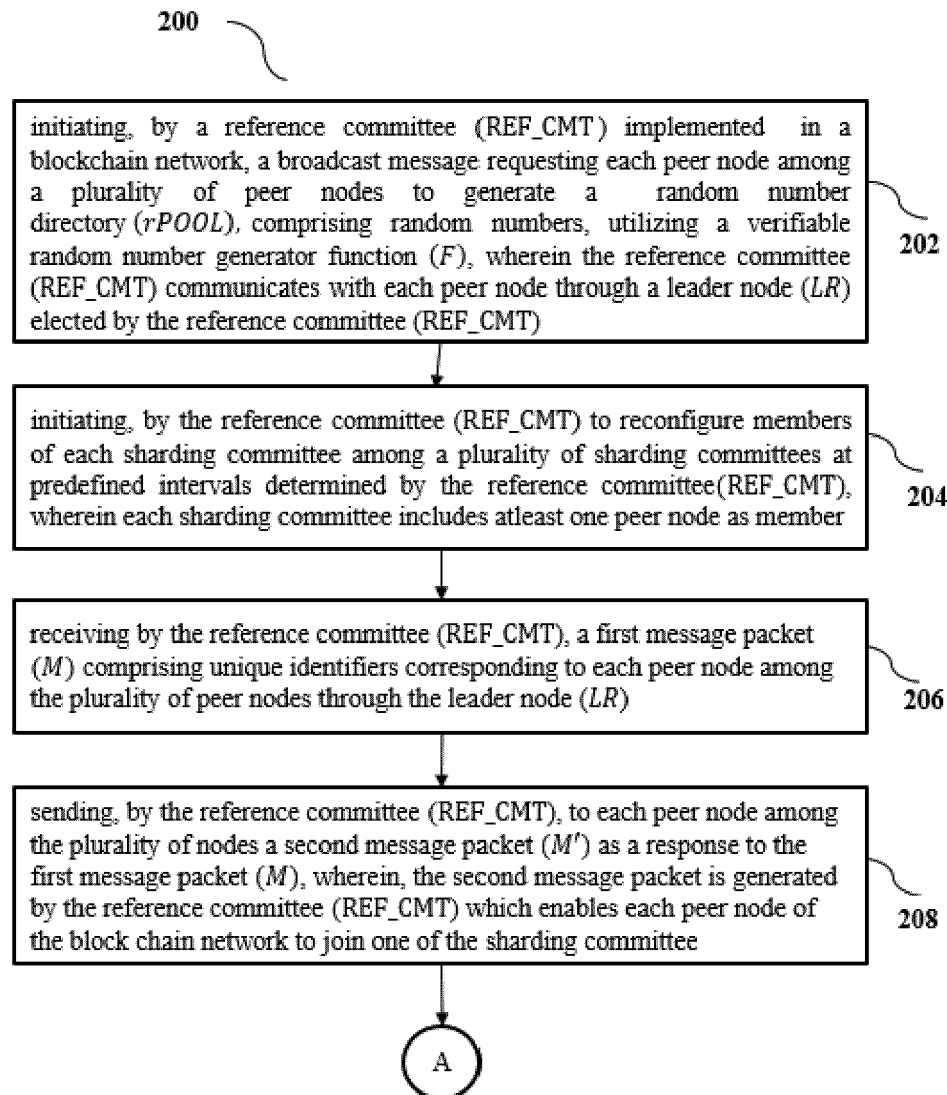 200
initiating, by a reference committee (REF_CMT) implemented in a
blockchain network, a broadcast message requesting each peer node among
a plurality of peer nodes to generate a random number
directory (rPOOL), comprising random numbers, utilizing a verifiable
random number generator function (F), wherein the reference committee
(REF_CMT) communicates with each peer node through a leader node (LR)
elected by the reference committee (REF_CMT)
202
initiating, by the reference committee (REF_CMT) to reconfigure members
of each sharding committee among a plurality of sharding committees at
predefined intervals determined by the reference committee(REF_CMT),
wherein each sharding committee includes atleast one peer node as member
204
receiving by the reference committee (REF_CMT), a first message packet
(M) comprising unique identifiers corresponding to each peer node among
the plurality of peer nodes through the leader node (LR)
206
sending, by the reference committee (REF_CMT), to each peer node among
the plurality of nodes a second message packet (M') as a response to the
first message packet (M), wherein, the second message packet is generated
by the reference committee (REF_CMT) which enables each peer node of
the block chain network to join one of the sharding committee
208
A